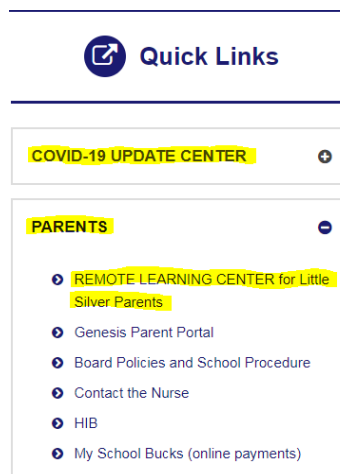 Quick Links
COVID-19 UPDATE CENTER
PARENTS
REMOTE LEARNING CENTER for Little
Silver Parents
Genesis Parent Portal
Board Policies and School Procedure
Contact the Nurse
HIB
My School Bucks (online payments)